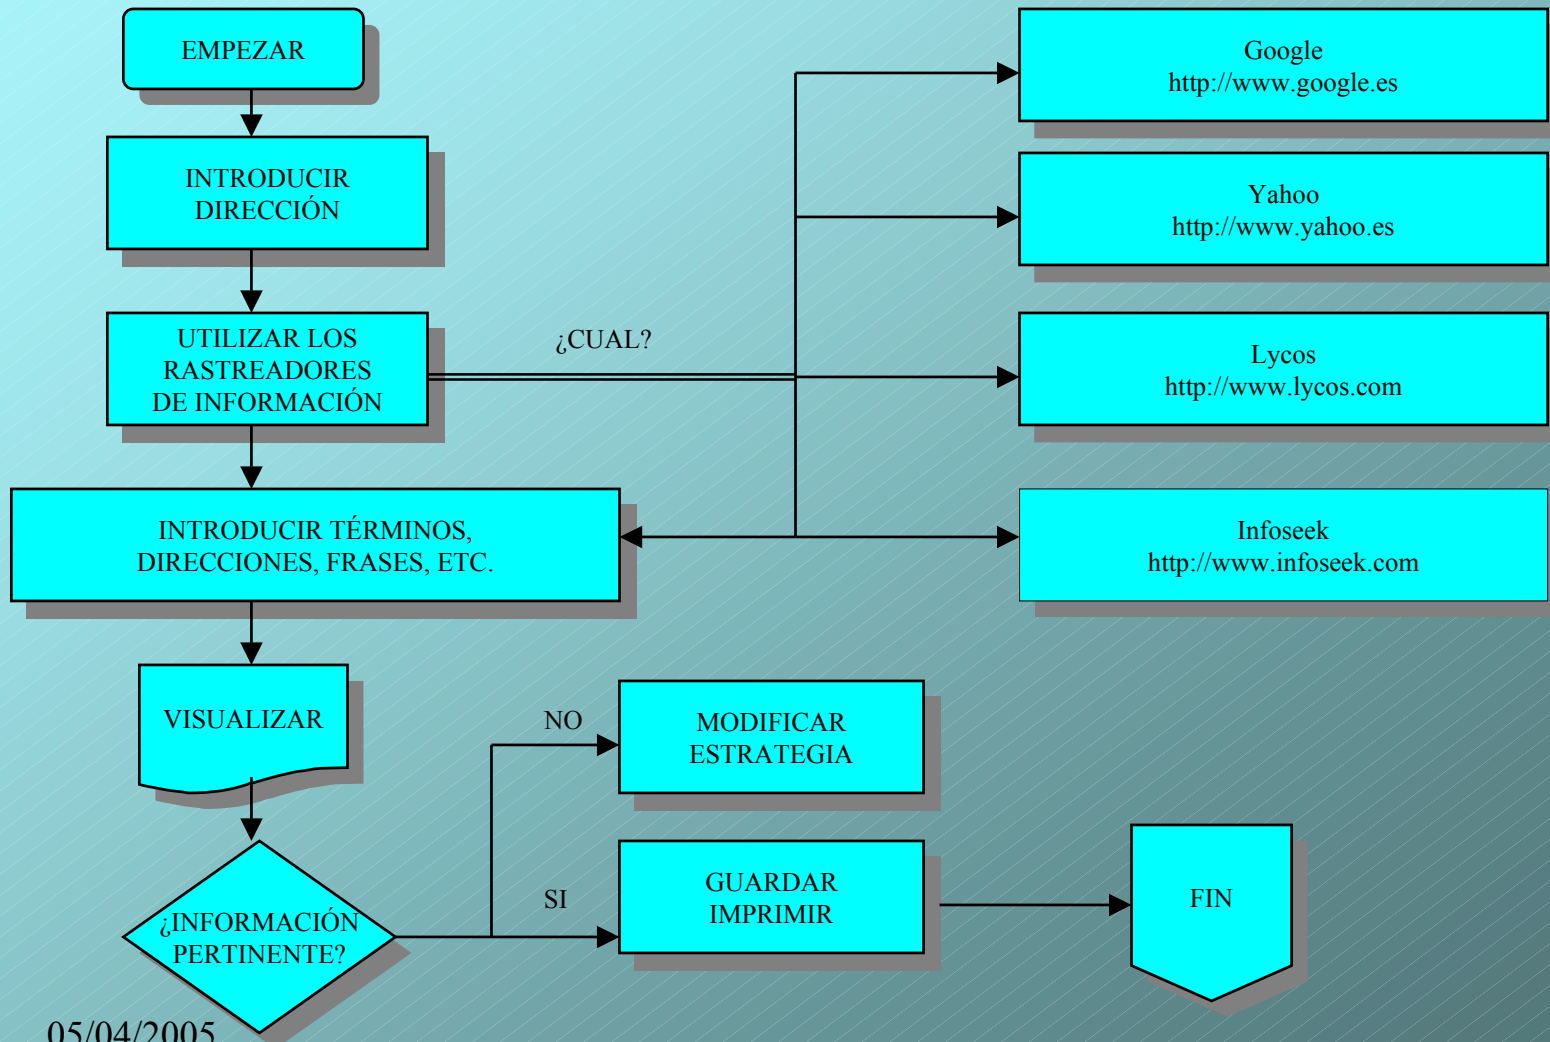 EMPEZAR
INTRODUCIR
DIRECCIÓN
UTILIZAR LOS
RASTREADORES
DE INFORMACIÓN
¿CUAL?
Google
http://www.google.es
Yahoo
http://www.yahoo.es
Lycos
http://www.lycos.com
Infoseek
http://www.infoseek.com
INTRODUCIR TÉRMINOS,
DIRECCIONES, FRASES, ETC.
VISUALIZAR
¿INFORMACIÓN
PERTINENTE?
NO
MODIFICAR
ESTRATEGIA
SI
GUARDAR
IMPRIMIR
FIN
05/04/2005